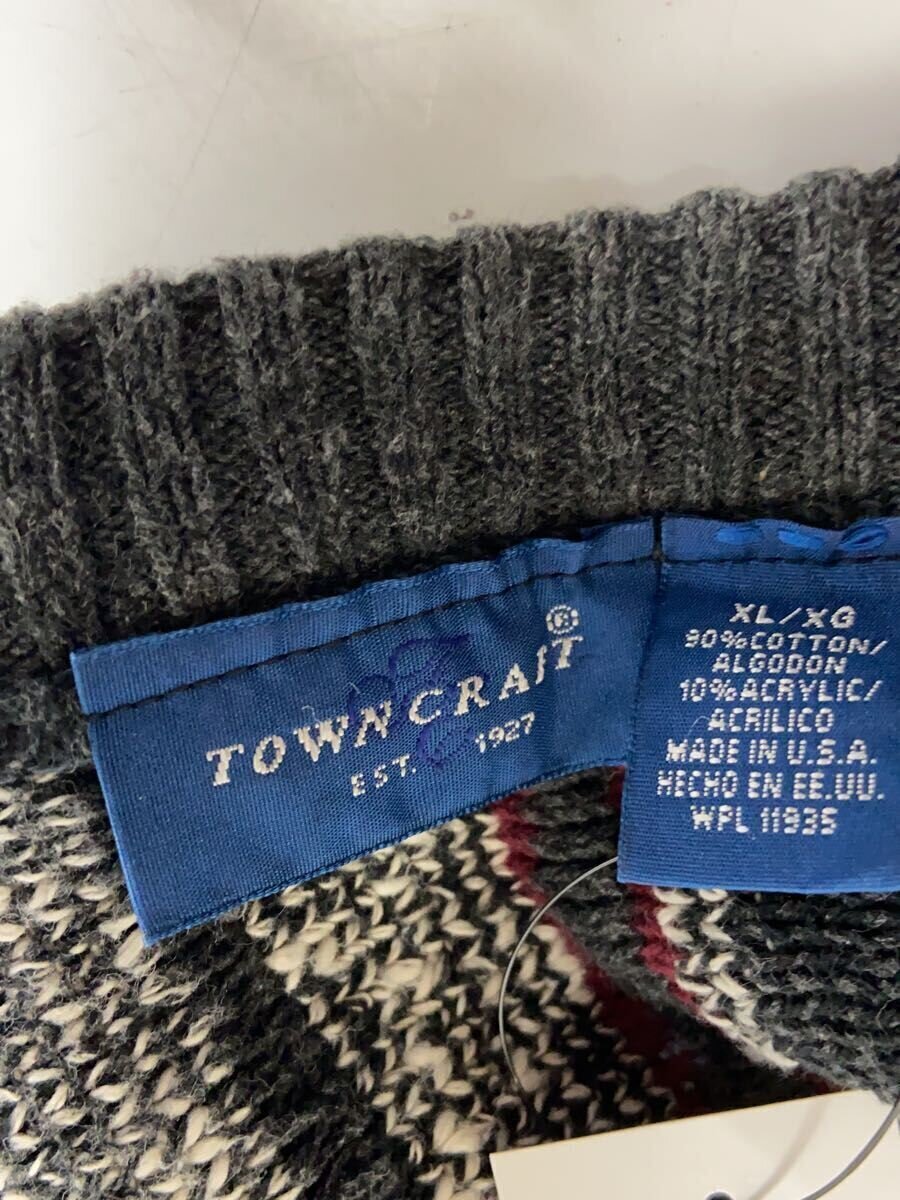 TOWNCRAFT®
EST. 1927
XL/XG
90%COTTON/
ALGODON
10%ACRYLIC/
ACRILICO
MADE IN U.S.A.
HECHO EN EE.UU.
WPL 11935